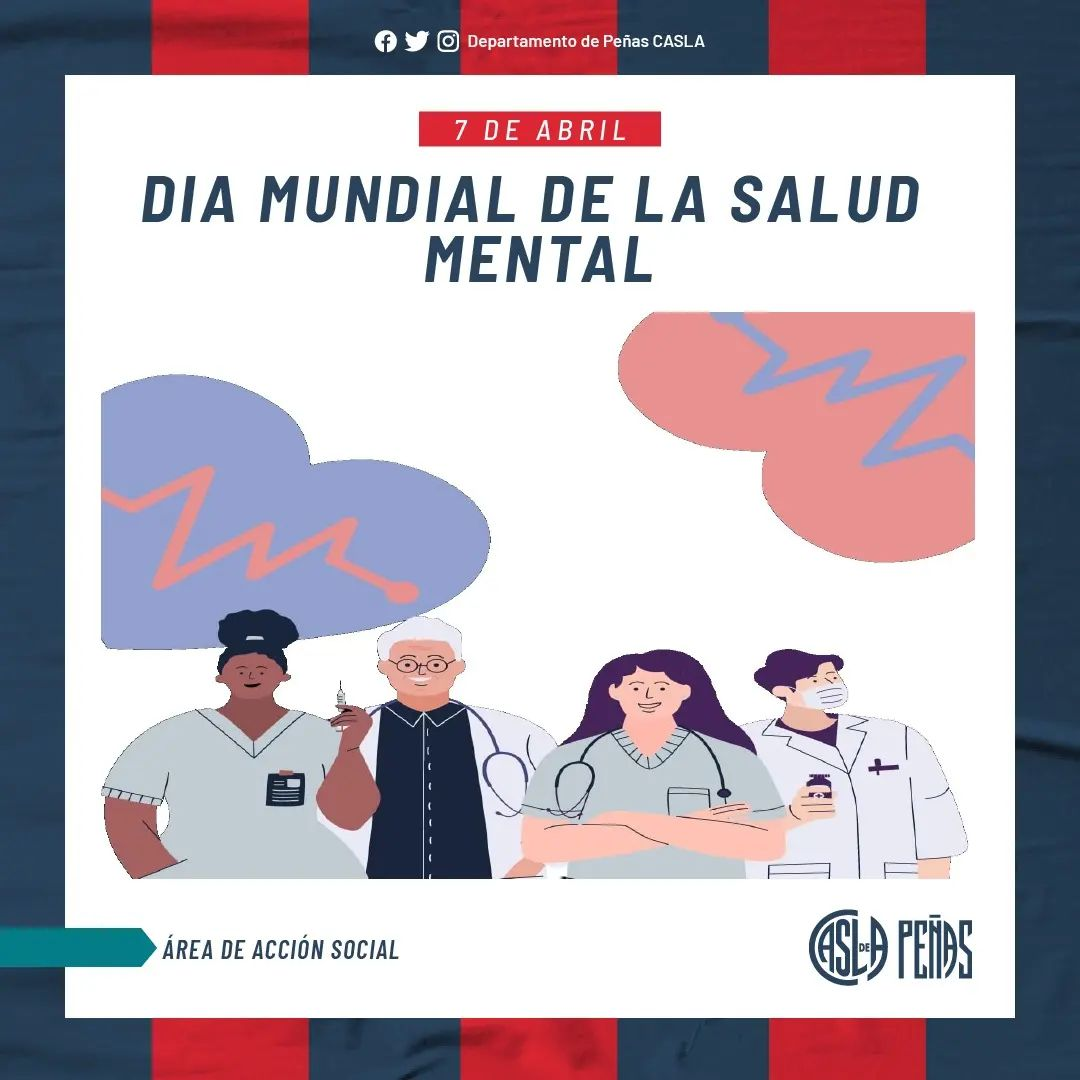 Departamento de Peñas CASLA
7 DE ABRIL
DIA MUNDIAL DE LA SALUD
MENTAL
ÁREA DE ACCIÓN SOCIAL
CASLA DE PEÑAS